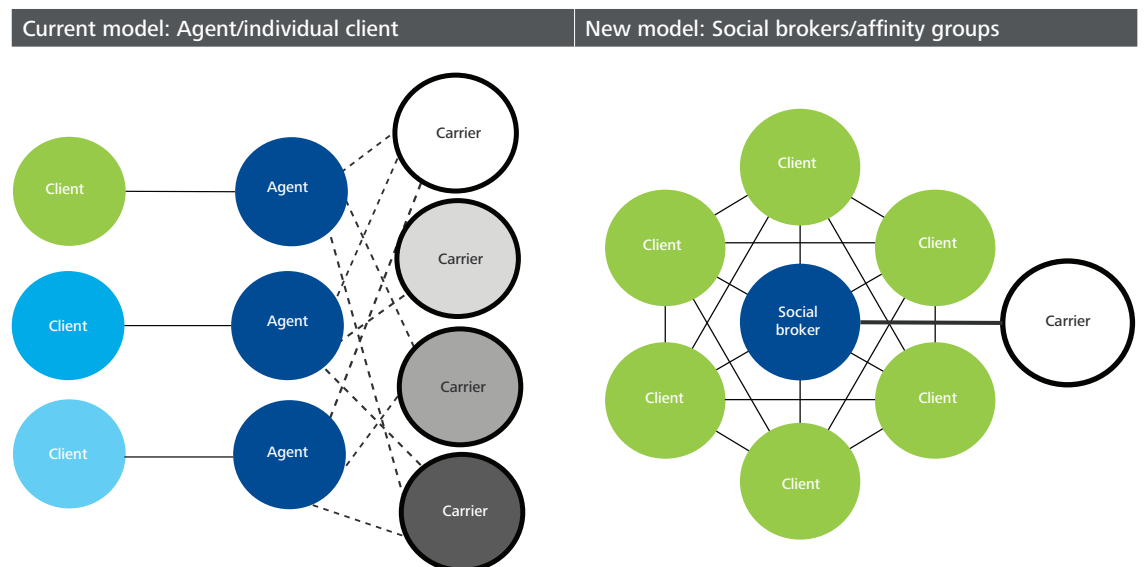 Current model: Agent/individual client
Client
Agent
Carrier
Carrier
Client
Agent
Carrier
Client
Agent
Carrier
New model: Social brokers/affinity groups
Client
Client
Client
Social
broker
Carrier
Client
Client
Client